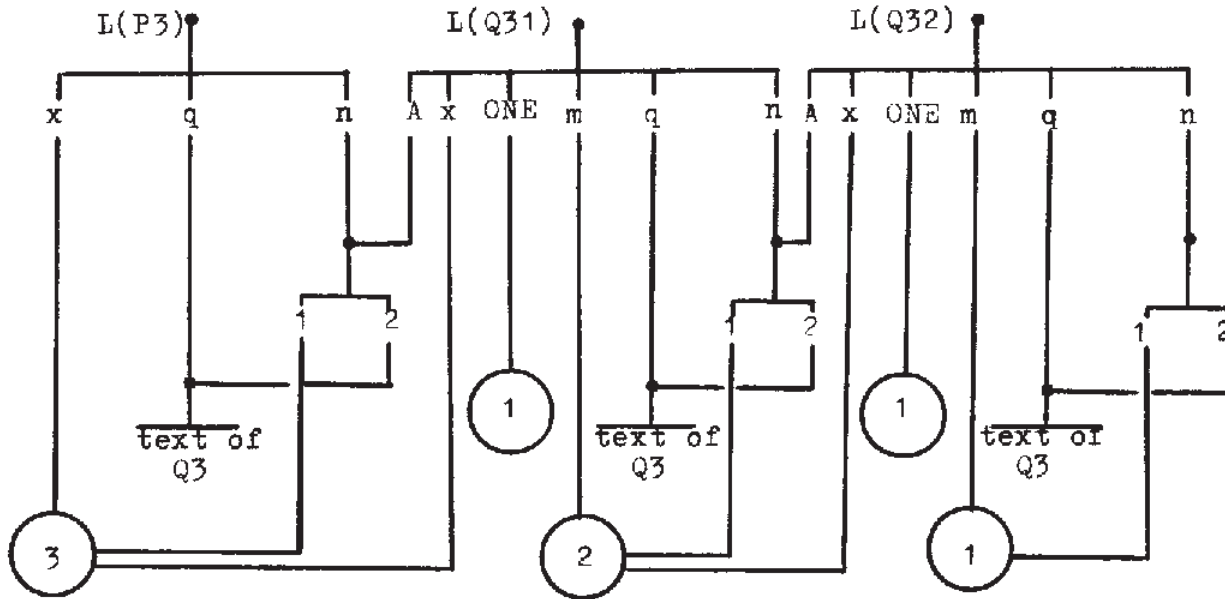 L(P3) L(Q31) L(Q32)
x q n A x ONE m q n A x ONE m q n
1 2 1 2 1 2
1 1
text of text of text of
Q3 Q3 Q3
3 2 1